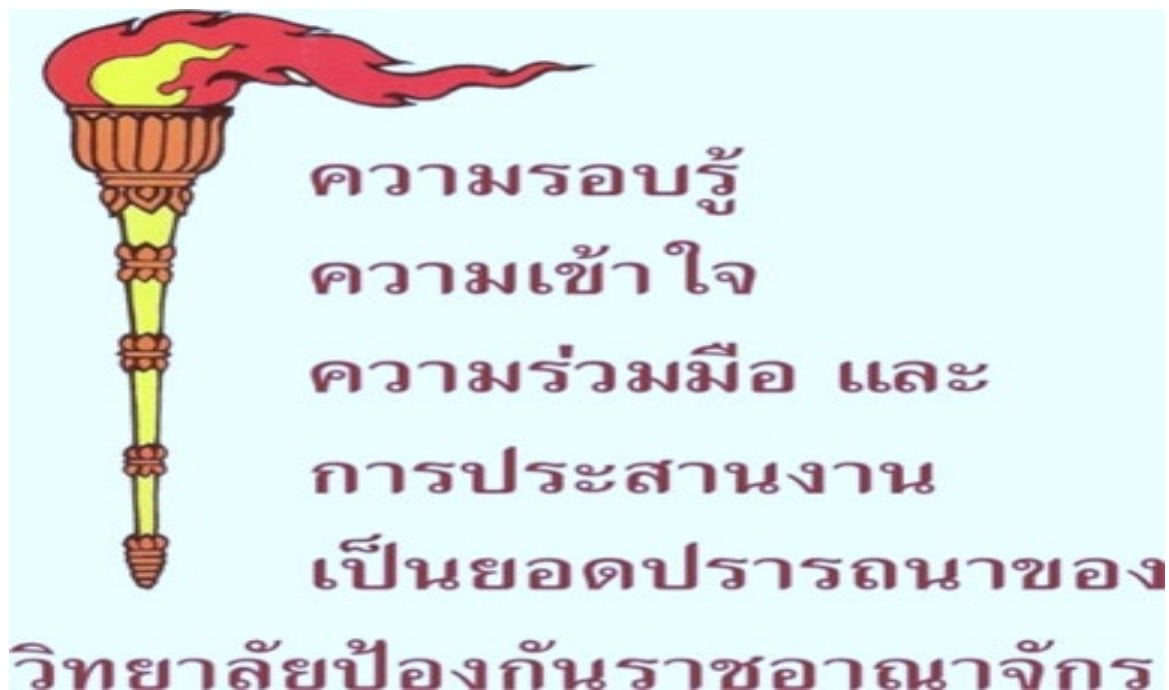 ความรอบรู้
ความเข้าใจ
ความร่วมมือ และ
การประสานงาน
เป็นยอดปรารถนาของ
วิทยาลัยป้องกันราชอาณาจักร